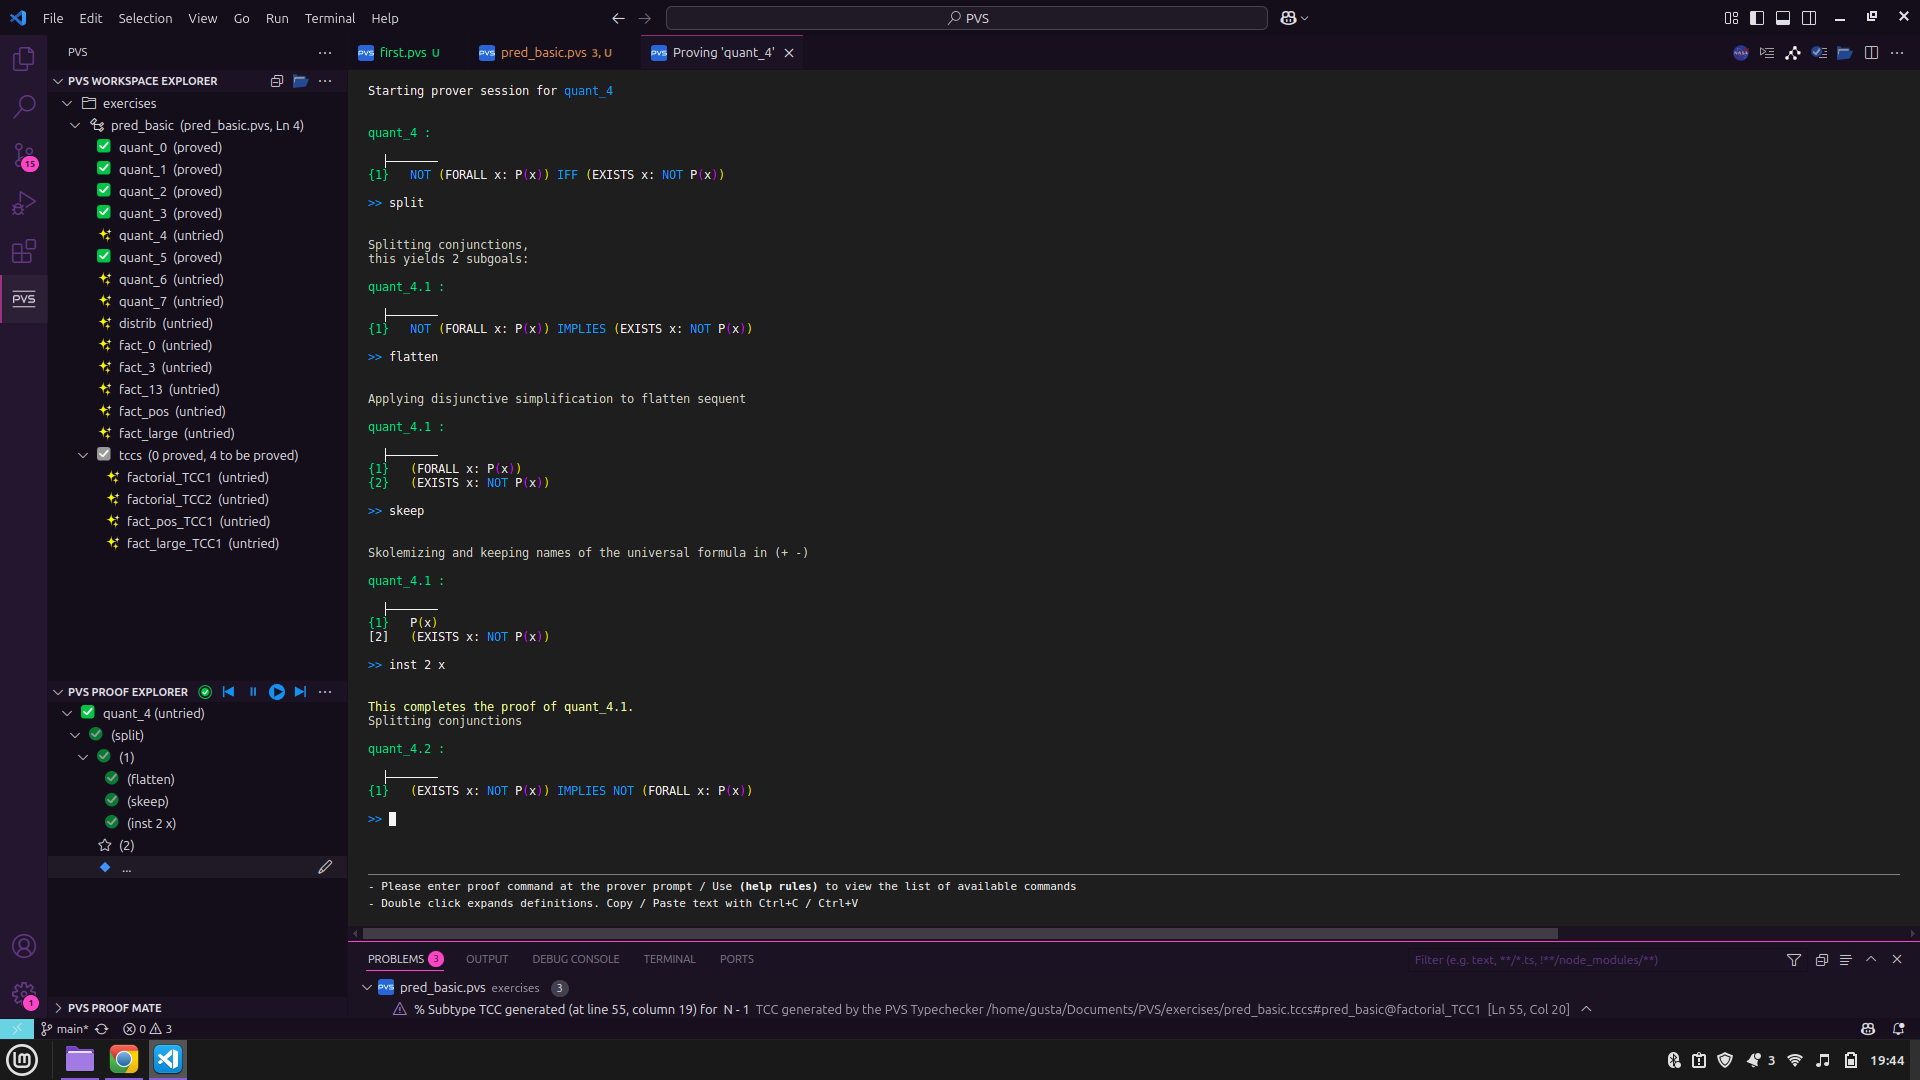 File Edit Selection View Go Run Terminal Help
PVS
PVS
PVS WORKSPACE EXPLORER
exercises
pred_basic (pred_basic.pvs, Ln 4)
quant_0 (proved)
quant_1 (proved)
quant_2 (proved)
quant_3 (proved)
quant_4 (untried)
quant_5 (proved)
quant_6 (untried)
quant_7 (untried)
distrib (untried)
fact_0 (untried)
fact_3 (untried)
fact_13 (untried)
fact_pos (untried)
fact_large (untried)
tccs (0 proved, 4 to be proved)
factorial_TCC1 (untried)
factorial_TCC2 (untried)
fact_pos_TCC1 (untried)
fact_large_TCC1 (untried)
15
PVS
PVS PROOF EXPLORER
quant_4 (untried)
(split)
(1)
(flatten)
(skeep)
(inst 2 x)
(2)
...
PVS PROOF MATE
1
PVS first.pvs U
PVS pred_basic.pvs 3, U
PVS Proving 'quant_4'
Starting prover session for quant_4
quant_4 :
{1} NOT (FORALL x: P(x)) IFF (EXISTS x: NOT P(x))
>> split
Splitting conjunctions,
this yields 2 subgoals:
quant_4.1 :
{1} NOT (FORALL x: P(x)) IMPLIES (EXISTS x: NOT P(x))
>> flatten
Applying disjunctive simplification to flatten sequent
quant_4.1 :
{1} (FORALL x: P(x))
{2} (EXISTS x: NOT P(x))
>> skeep
Skolemizing and keeping names of the universal formula in (+ -)
quant_4.1 :
{1} P(x)
[2] (EXISTS x: NOT P(x))
>> inst 2 x
This completes the proof of quant_4.1.
Splitting conjunctions
quant_4.2 :
{1} (EXISTS x: NOT P(x)) IMPLIES NOT (FORALL x: P(x))
>>
- Please enter proof command at the prover prompt / Use (help rules) to view the list of available commands
- Double click expands definitions. Copy / Paste text with Ctrl+C / Ctrl+V
PROBLEMS 3 OUTPUT DEBUG CONSOLE TERMINAL PORTS
Filter (e.g. text, **/*.ts, !**/node_modules/**)
PVS pred_basic.pvs exercises 3
% Subtype TCC generated (at line 55, column 19) for N - 1 TCC generated by the PVS Typechecker /home/gusta/Documents/PVS/exercises/pred_basic.tccs#pred_basic@factorial_TCC1 [Ln 55, Col 20]
main* 0 3
3 19:44